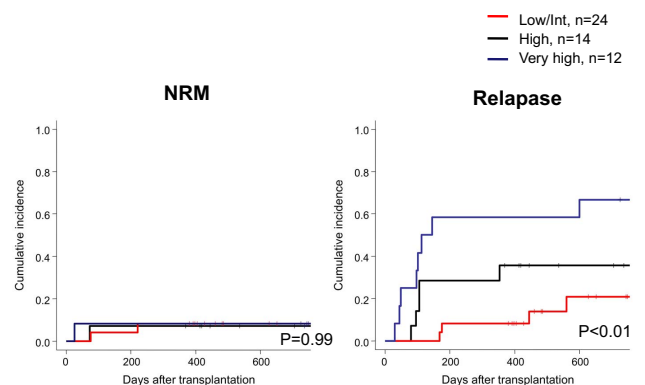 Low/Int, n=24
High, n=14
Very high, n=12
NRM
Relapase
Cumulative incidence
1.0
0.8
0.6
0.4
0.2
0.0
P=0.99
0 200 400 600
Days after transplantation
Cumulative incidence
1.0
0.8
0.6
0.4
0.2
0.0
P<0.01
0 200 400 600
Days after transplantation